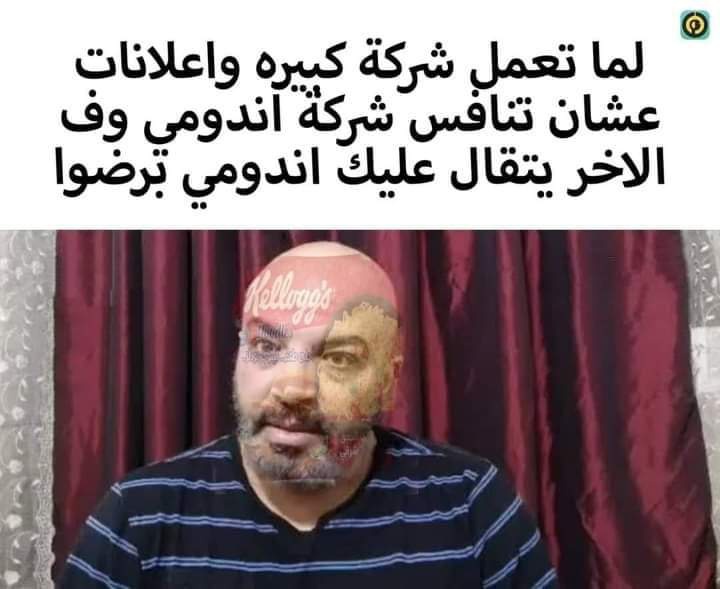 لما تعمل شركة كبيره واعلانات
عشان تنافس شركة اندومي وف
الاخر يتقال عليك اندومي برضوا
Kellogg's